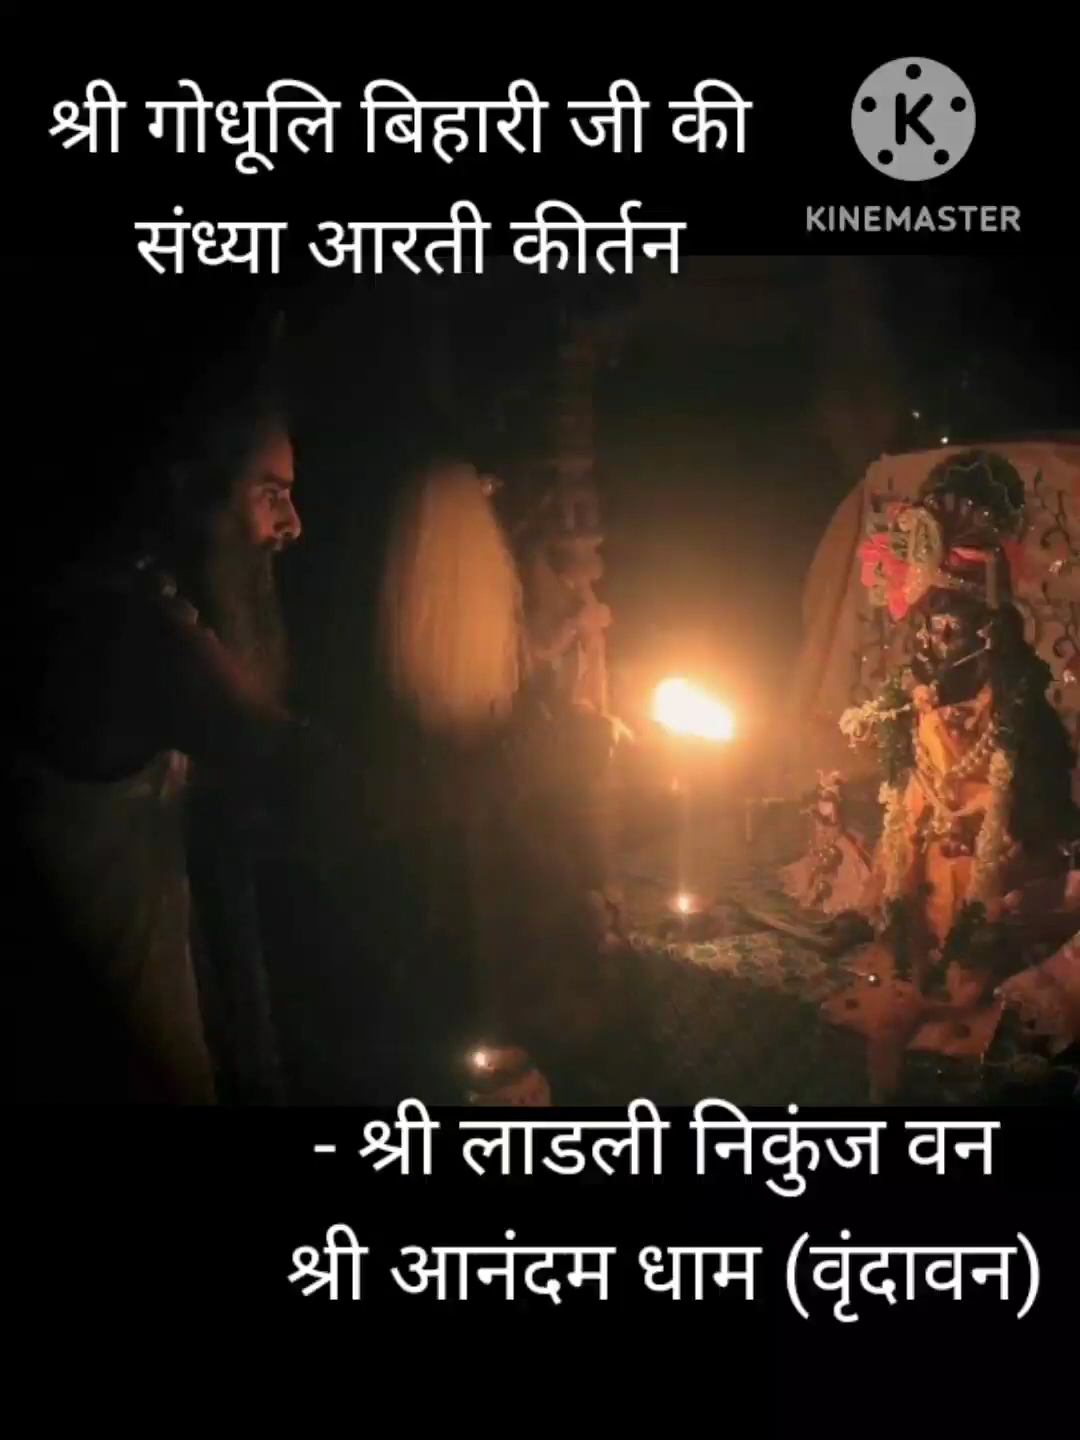 श्री गोधूलि बिहारी जी की
संध्या आरती कीर्तन
KINEMASTER
- श्री लाडली निकुंज वन
श्री आनंदम धाम (वृंदावन)